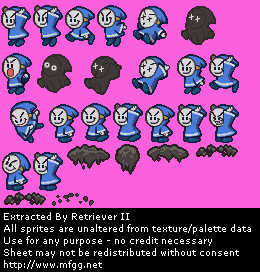 Extracted By Retriever II
All sprites are unaltered from texture/palette data
Use for any purpose - no credit necessary
Sheet may not be redistributed without consent
http://www.mfgg.net